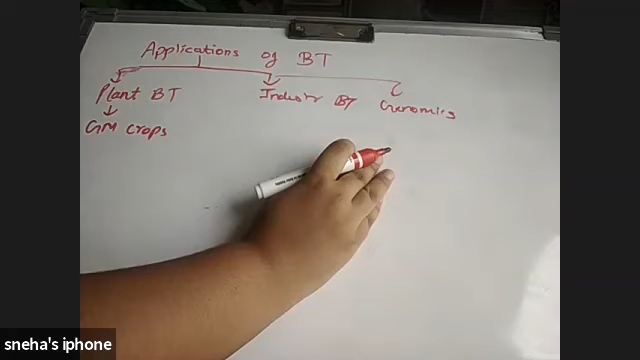 Applications of BT
Plant BT Industr BT Genomics
GM crops
sneha's iphone